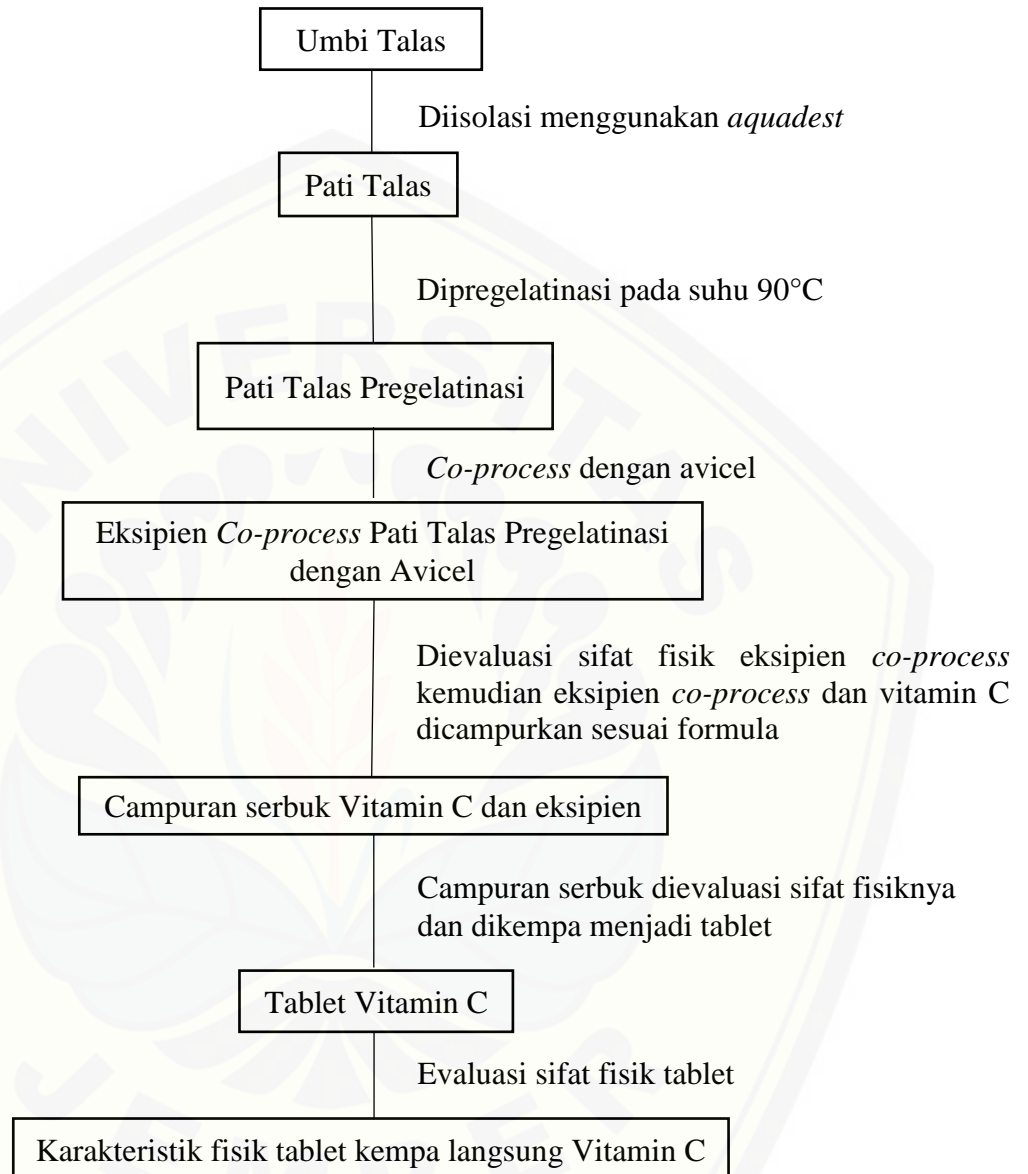 Umbi Talas
Diisolasi menggunakan aquadest
Pati Talas
Dipregelatinasi pada suhu 90°C
Pati Talas Pregelatinasi
Co-process dengan avicel
Eksipien Co-process Pati Talas Pregelatinasi
dengan Avicel
Dievaluasi sifat fisik eksipien co-process
kemudian eksipien co-process dan vitamin C
dicampurkan sesuai formula
Campuran serbuk Vitamin C dan eksipien
Campuran serbuk dievaluasi sifat fisiknya
dan dikempa menjadi tablet
Tablet Vitamin C
Evaluasi sifat fisik tablet
Karakteristik fisik tablet kempa langsung Vitamin C
UNIVERSITAS
JEMBER